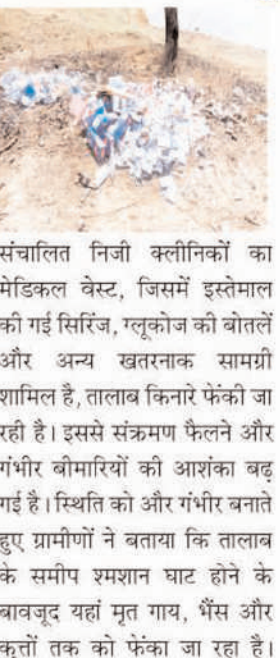 संचालित निजी क्लीनिकों का
मेडिकल वेस्ट, जिसमें इस्तेमाल
की गई सिरिंज, ग्लूकोज की बोतलें
और अन्य खतरनाक सामग्री
शामिल है, तालाब किनारे फेंकी जा
रही है। इससे संक्रमण फैलने और
गंभीर बीमारियों की आशंका बढ़
गई है। स्थिति को और गंभीर बनाते
हुए ग्रामीणों ने बताया कि तालाब
के समीप श्मशान घाट होने के
बावजूद यहां मृत गाय, भैंस और
कुत्तों तक को फेंका जा रहा है।